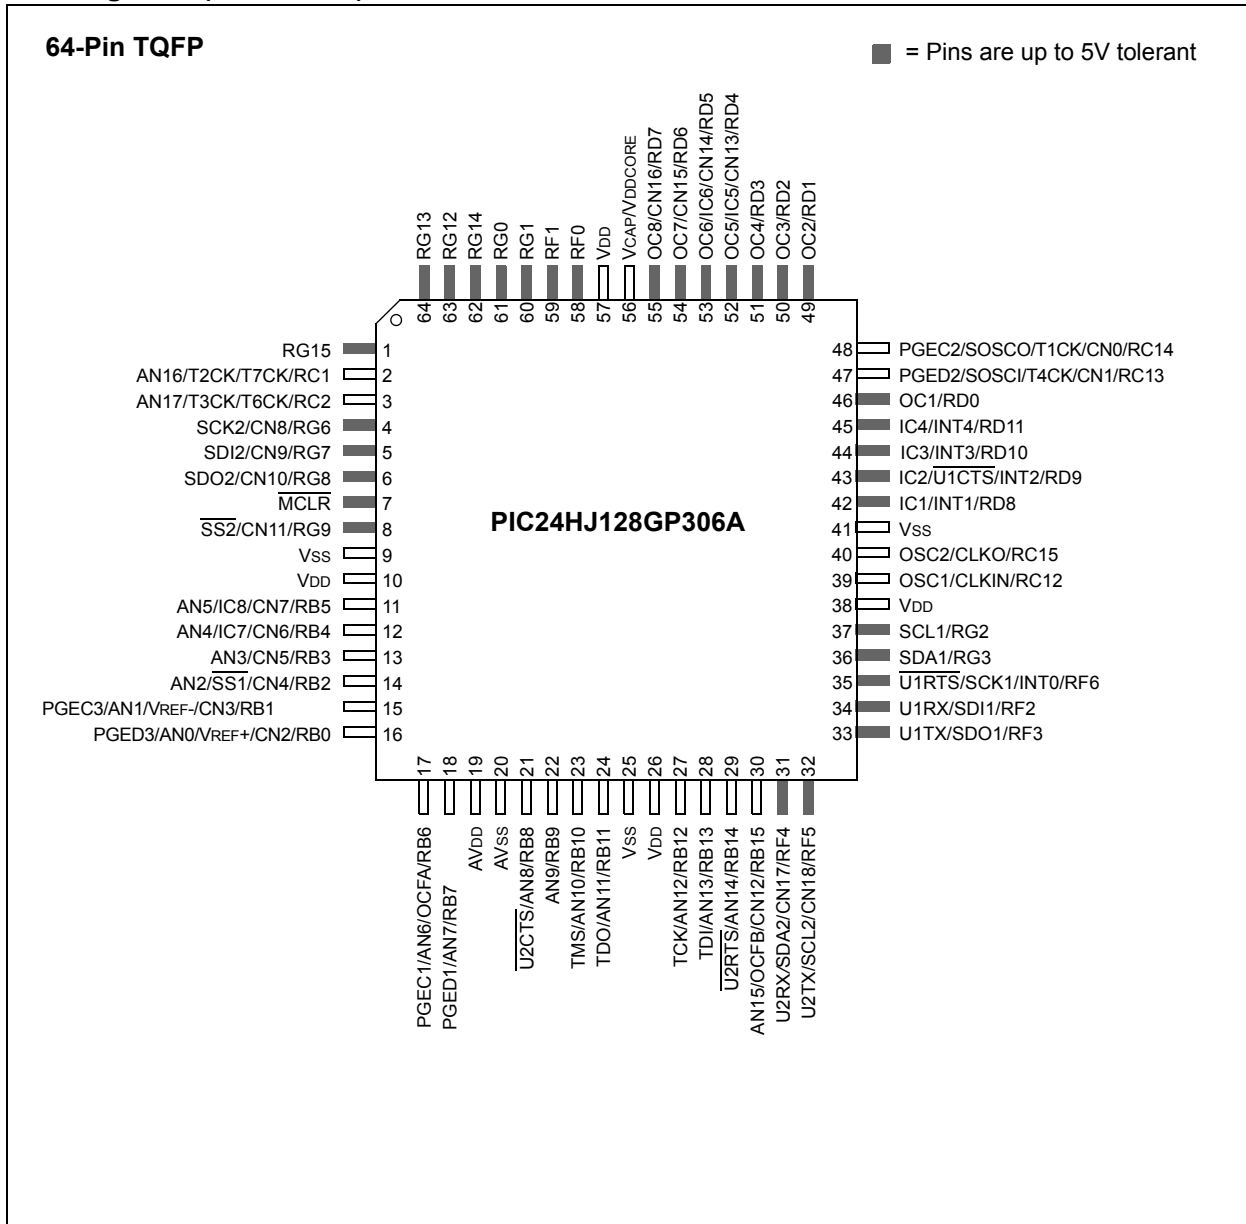 64-Pin TQFP
= Pins are up to 5V tolerant
RG13
RG12
RG14
RG0
RG1
RF1
RF0
VDD
VCAP/VDDCORE
OC8/CN16/RD7
OC7/CN15/RD6
OC6/IC6/CN14/RD5
OC5/IC5/CN13/RD4
OC4/RD3
OC3/RD2
OC2/RD1
64
63
62
61
60
59
58
57
56
55
54
53
52
51
50
49
RG15 1
AN16/T2CK/T7CK/RC1 2
AN17/T3CK/T6CK/RC2 3
SCK2/CN8/RG6 4
SDI2/CN9/RG7 5
SDO2/CN10/RG8 6
MCLR 7
SS2/CN11/RG9 8
VSS 9
VDD 10
AN5/IC8/CN7/RB5 11
AN4/IC7/CN6/RB4 12
AN3/CN5/RB3 13
AN2/SS1/CN4/RB2 14
PGEC3/AN1/VREF-/CN3/RB1 15
PGED3/AN0/VREF+/CN2/RB0 16
PIC24HJ128GP306A
48 PGEC2/SOSCO/T1CK/CN0/RC14
47 PGED2/SOSCI/T4CK/CN1/RC13
46 OC1/RD0
45 IC4/INT4/RD11
44 IC3/INT3/RD10
43 IC2/U1CTS/INT2/RD9
42 IC1/INT1/RD8
41 VSS
40 OSC2/CLKO/RC15
39 OSC1/CLKIN/RC12
38 VDD
37 SCL1/RG2
36 SDA1/RG3
35 U1RTS/SCK1/INT0/RF6
34 U1RX/SDI1/RF2
33 U1TX/SDO1/RF3
17
18
19
20
21
22
23
24
25
26
27
28
29
30
31
32
PGEC1/AN6/OCFA/RB6
PGED1/AN7/RB7
AVDD
AVSS
U2CTS/AN8/RB8
AN9/RB9
TMS/AN10/RB10
TDO/AN11/RB11
VSS
VDD
TCK/AN12/RB12
TDI/AN13/RB13
U2RTS/AN14/RB14
AN15/OCFB/CN12/RB15
U2RX/SDA2/CN17/RF4
U2TX/SCL2/CN18/RF5